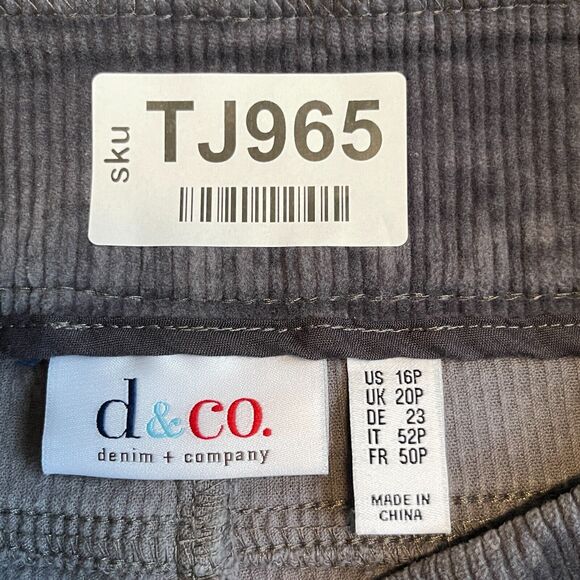 sku
TJ965
d&co.
denim + company
US 16P
UK 20P
DE 23
IT 52P
FR 50P
MADE IN
CHINA